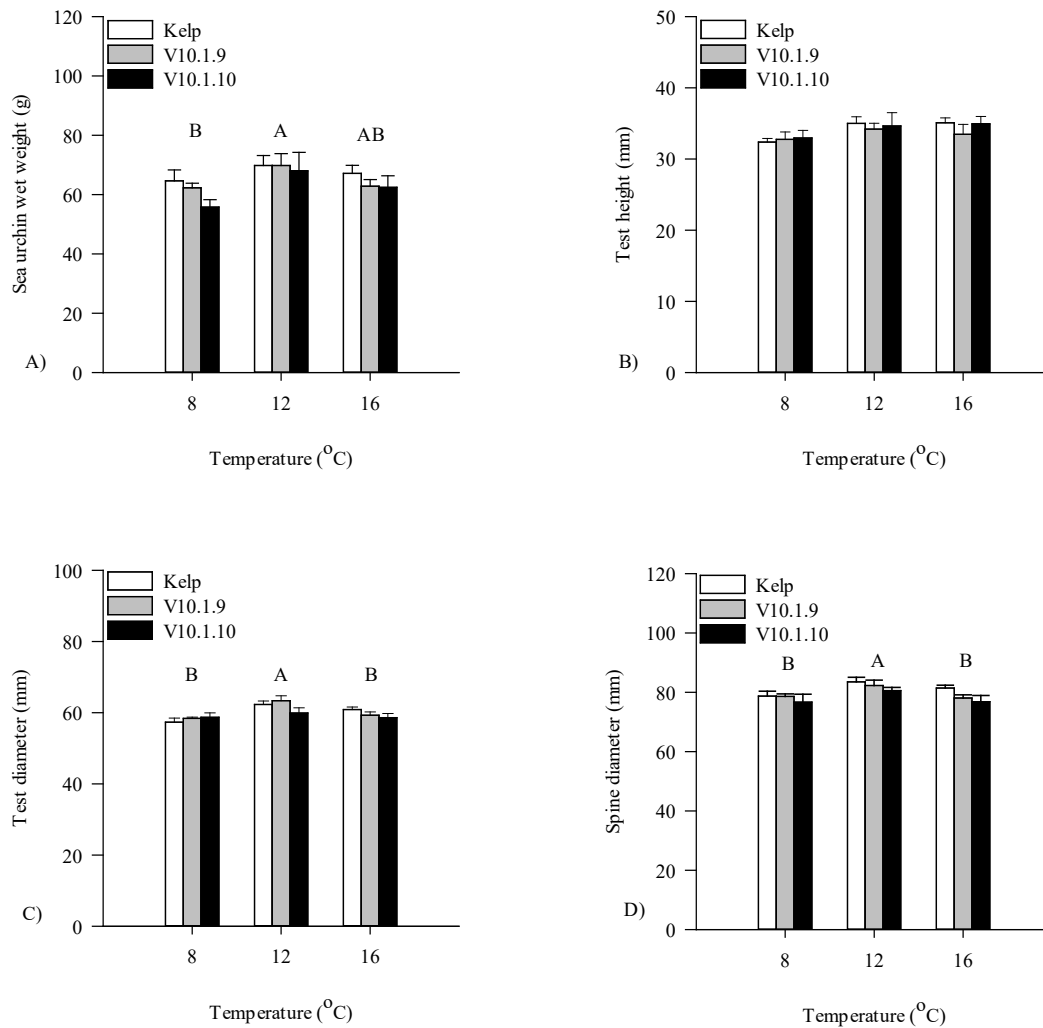 120
100
80
60
40
20
0
Sea urchin wet weight (g)
Kelp
V10.1.9
V10.1.10
B
A
AB
A)
8
12
16
Temperature (°C)
50
40
30
20
10
0
Test height (mm)
Kelp
V10.1.9
V10.1.10
B)
8
12
16
Temperature (°C)
100
80
60
40
20
0
Test diameter (mm)
Kelp
V10.1.9
V10.1.10
B
A
B
C)
8
12
16
Temperature (°C)
120
100
80
60
40
20
0
Spine diameter (mm)
Kelp
V10.1.9
V10.1.10
B
A
B
D)
8
12
16
Temperature (°C)